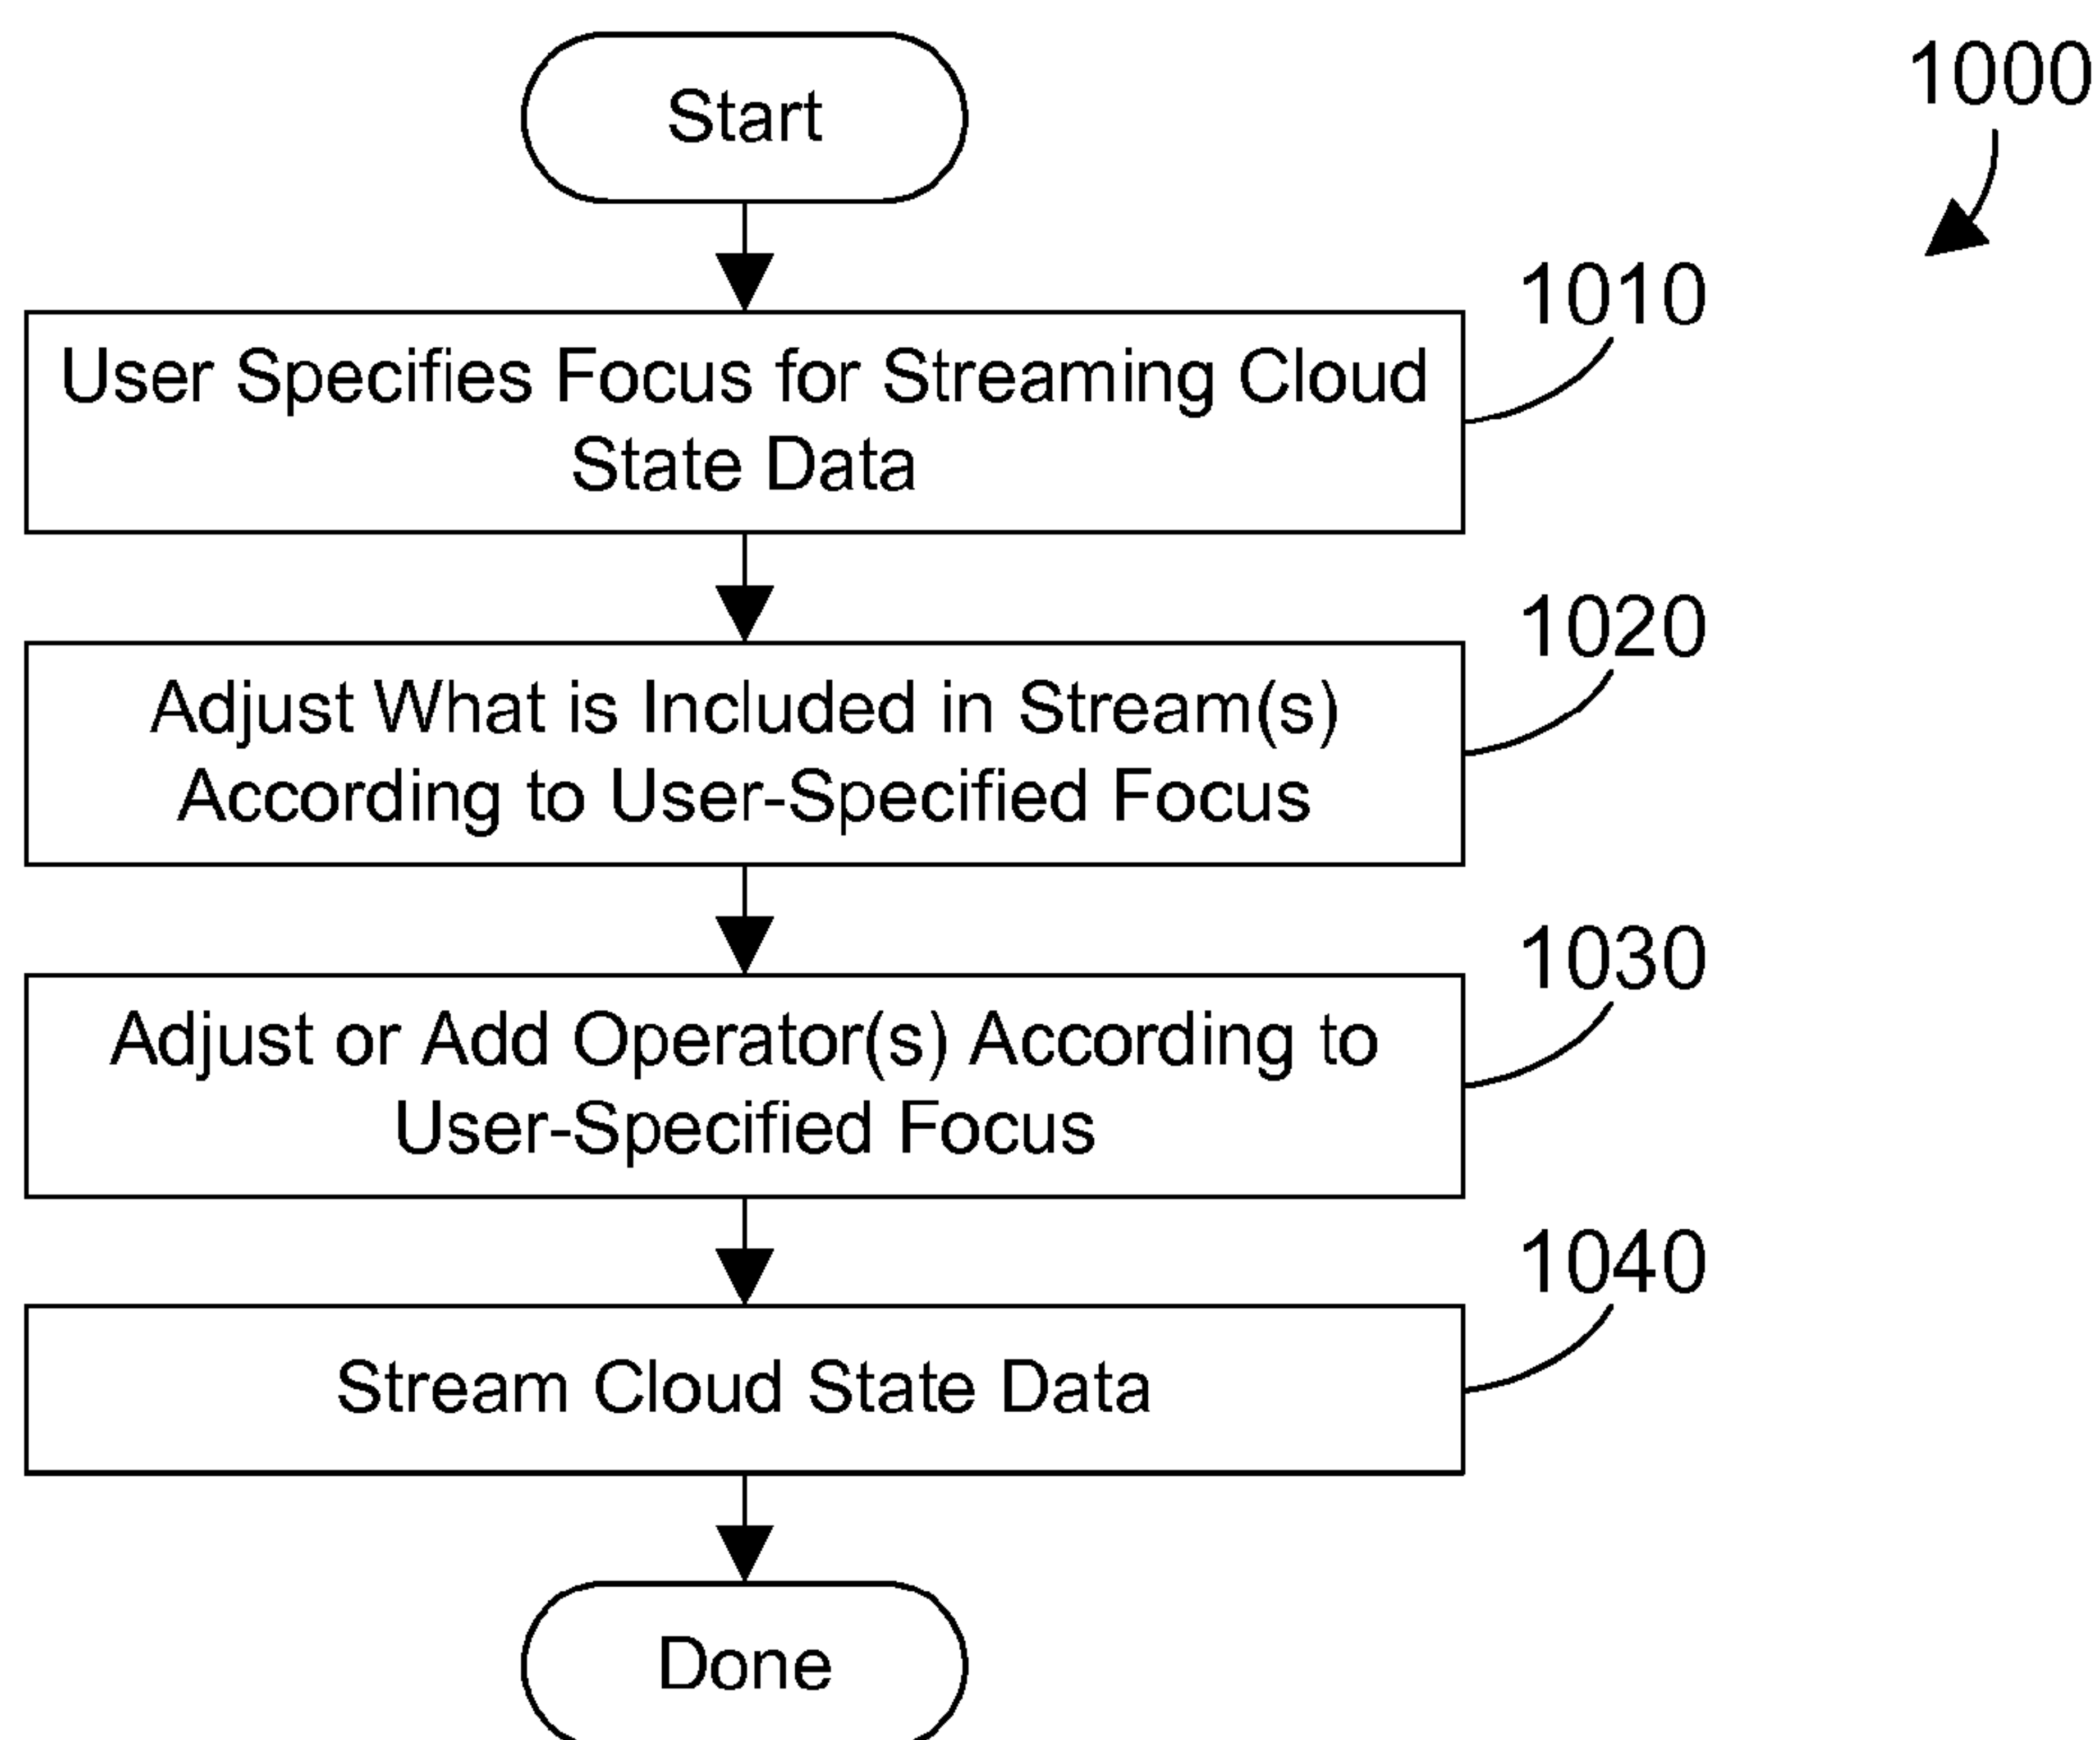 Start
1000
1010
User Specifies Focus for Streaming Cloud
State Data
1020
Adjust What is Included in Stream(s)
According to User-Specified Focus
1030
Adjust or Add Operator(s) According to
User-Specified Focus
1040
Stream Cloud State Data
Done